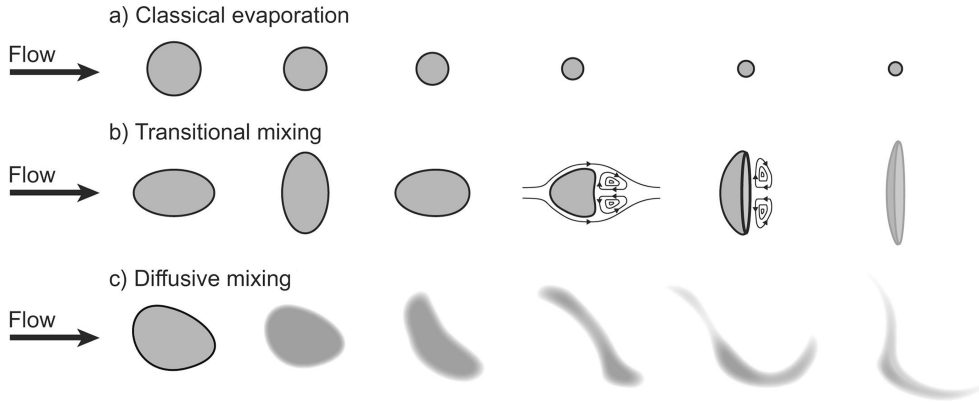 a) Classical evaporation
Flow
b) Transitional mixing
Flow
c) Diffusive mixing
Flow